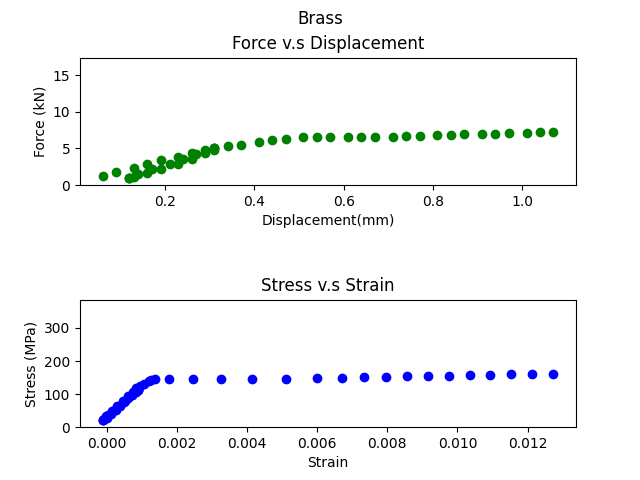 Brass
Force v.s Displacement
Force (kN)
15
10
5
0
0.2 0.4 0.6 0.8 1.0
Displacement(mm)
Stress v.s Strain
Stress (MPa)
300
200
100
0
0.000 0.002 0.004 0.006 0.008 0.010 0.012
Strain